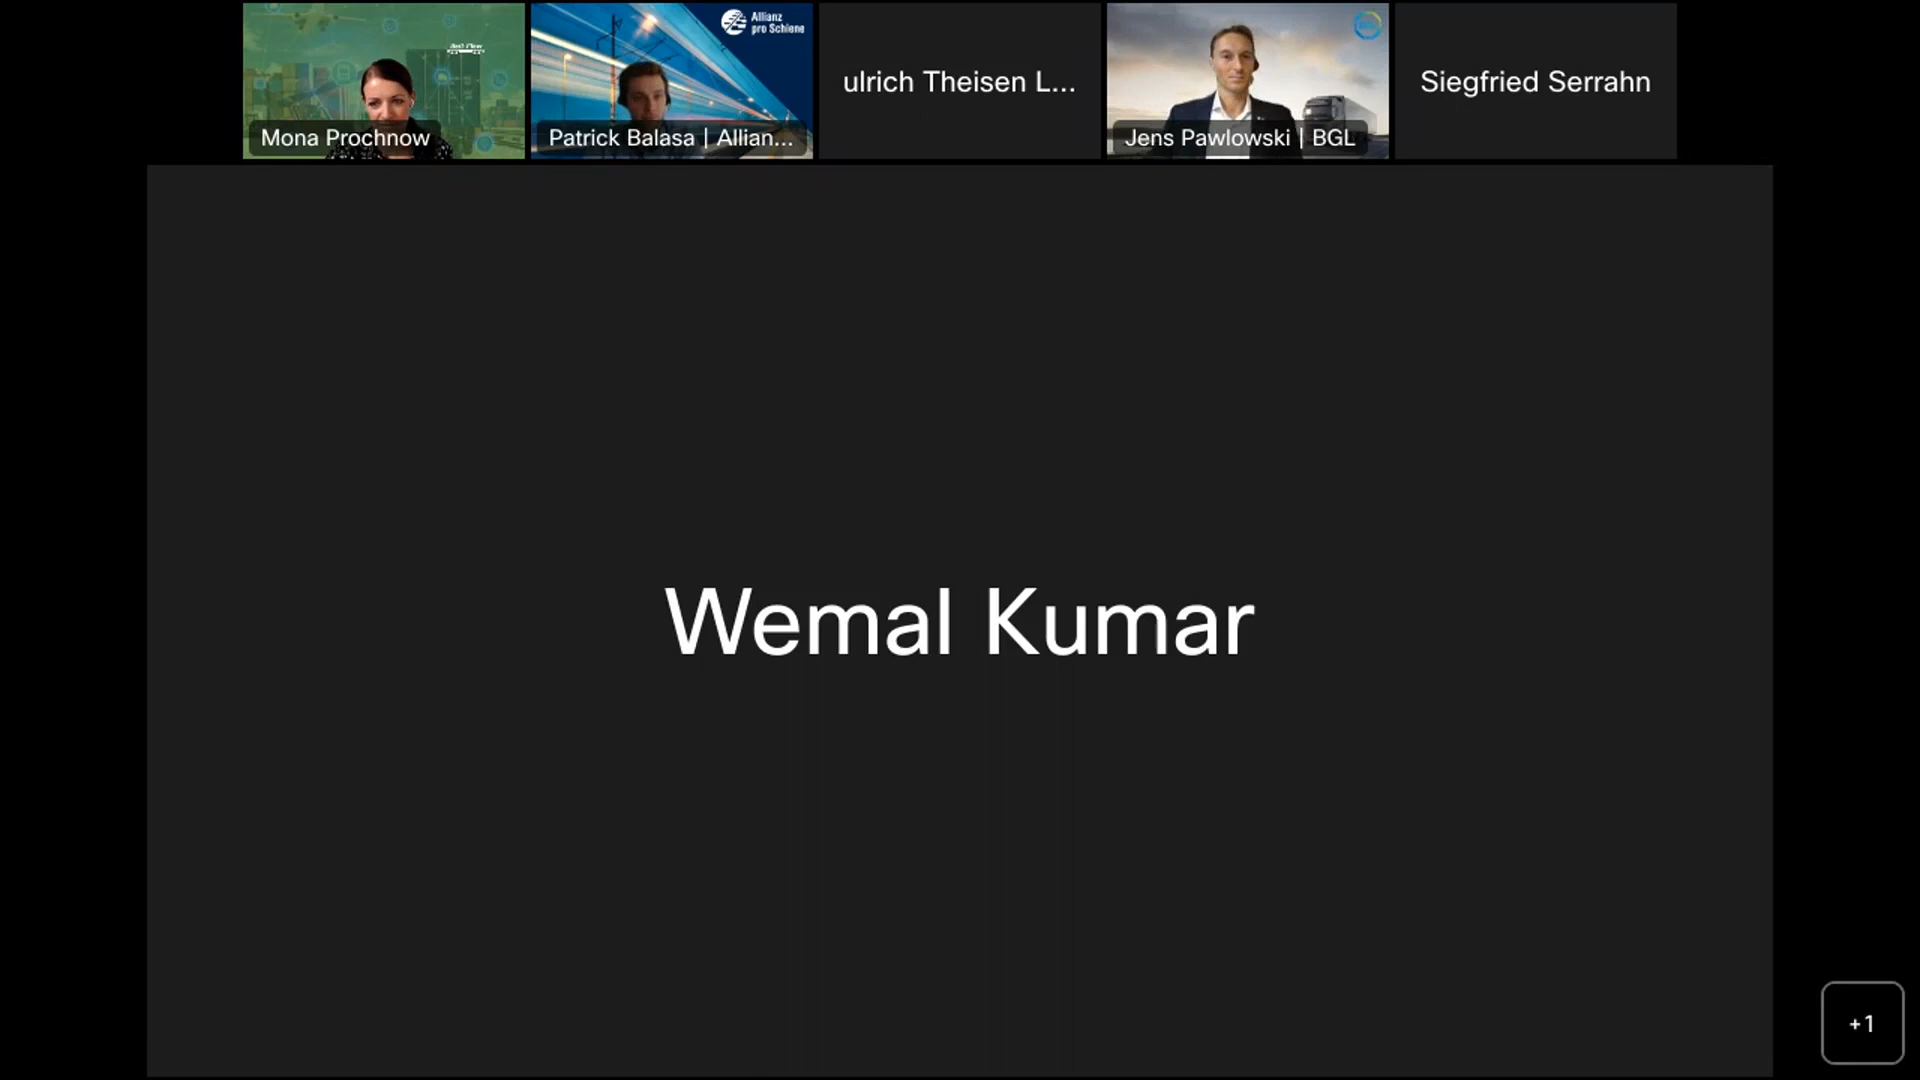 Allianz
pro Schiene
Mona Prochnow
Patrick Balasa | Allian...
ulrich Theisen L...
Jens Pawlowski | BGL
Siegfried Serrahn
Wemal Kumar
+1